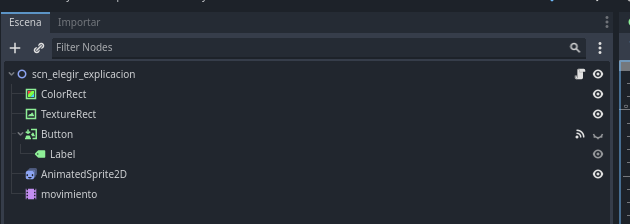 Escena Importar
Filter Nodes
scn_elegir_explicacion
ColorRect
TextureRect
Button
Label
AnimatedSprite2D
movimiento